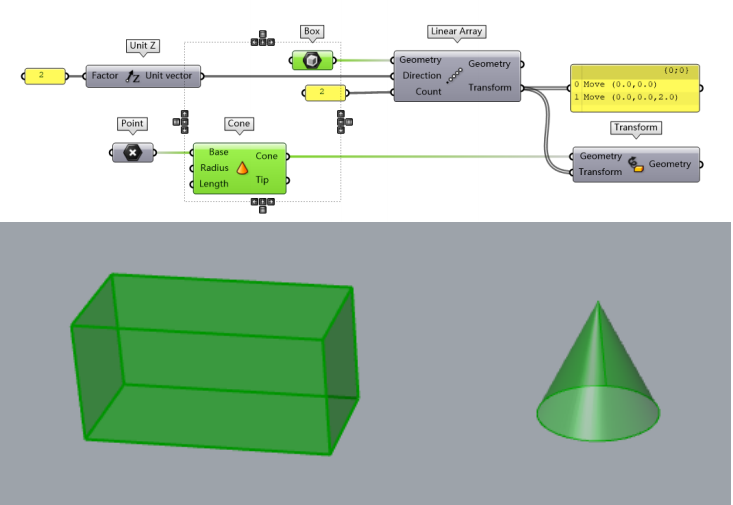 Box
Linear Array
Unit Z
2
Factor
Unit vector
Geometry
Direction
Count
Geometry
Transform
2
{0;0}
0 Move (0.0,0.0)
1 Move (0.0,0.0,2.0)
Point
Cone
Transform
Base
Radius
Length
Cone
Tip
Geometry
Transform
Geometry